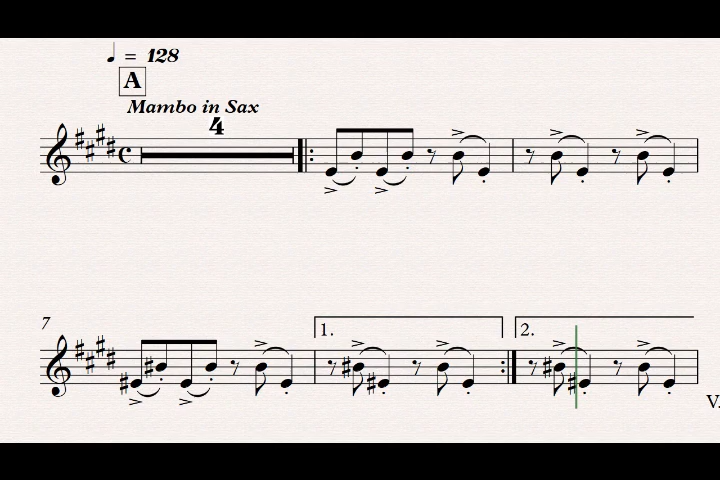 = 128
A
Mambo in Sax
4
7
1.
2.
V.